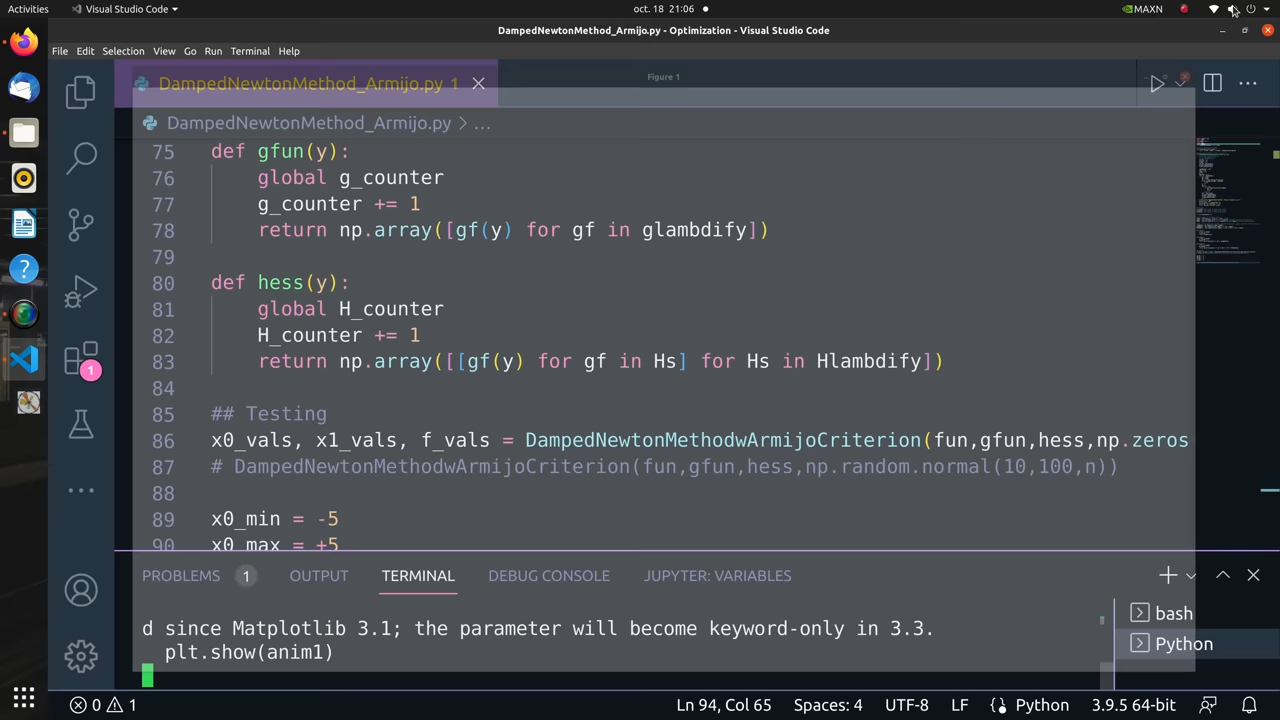 Activities
Visual Studio Code
oct. 18 21:06
MAXN
DampedNewtonMethod_Armijo.py - Optimization - Visual Studio Code
File Edit Selection View Go Run Terminal Help
DampedNewtonMethod_Armijo.py 1
Figure 1
DampedNewtonMethod_Armijo.py > ...
75 def gfun(y):
76 global g_counter
77 g_counter += 1
78 return np.array([gf(y) for gf in glambdify])
79
80 def hess(y):
81 global H_counter
82 H_counter += 1
83 return np.array([[gf(y) for gf in Hs] for Hs in Hlambdify])
84
85 ## Testing
86 x0_vals, x1_vals, f_vals = DampedNewtonMethodwArmijoCriterion(fun,gfun,hess,np.zeros
87 # DampedNewtonMethodwArmijoCriterion(fun,gfun,hess,np.random.normal(10,100,n))
88
89 x0_min = -5
90 x0_max = +5
1
PROBLEMS 1 OUTPUT TERMINAL DEBUG CONSOLE JUPYTER: VARIABLES
d since Matplotlib 3.1; the parameter will become keyword-only in 3.3.
plt.show(anim1)
bash
Python
0 1 Ln 94, Col 65 Spaces: 4 UTF-8 LF Python 3.9.5 64-bit